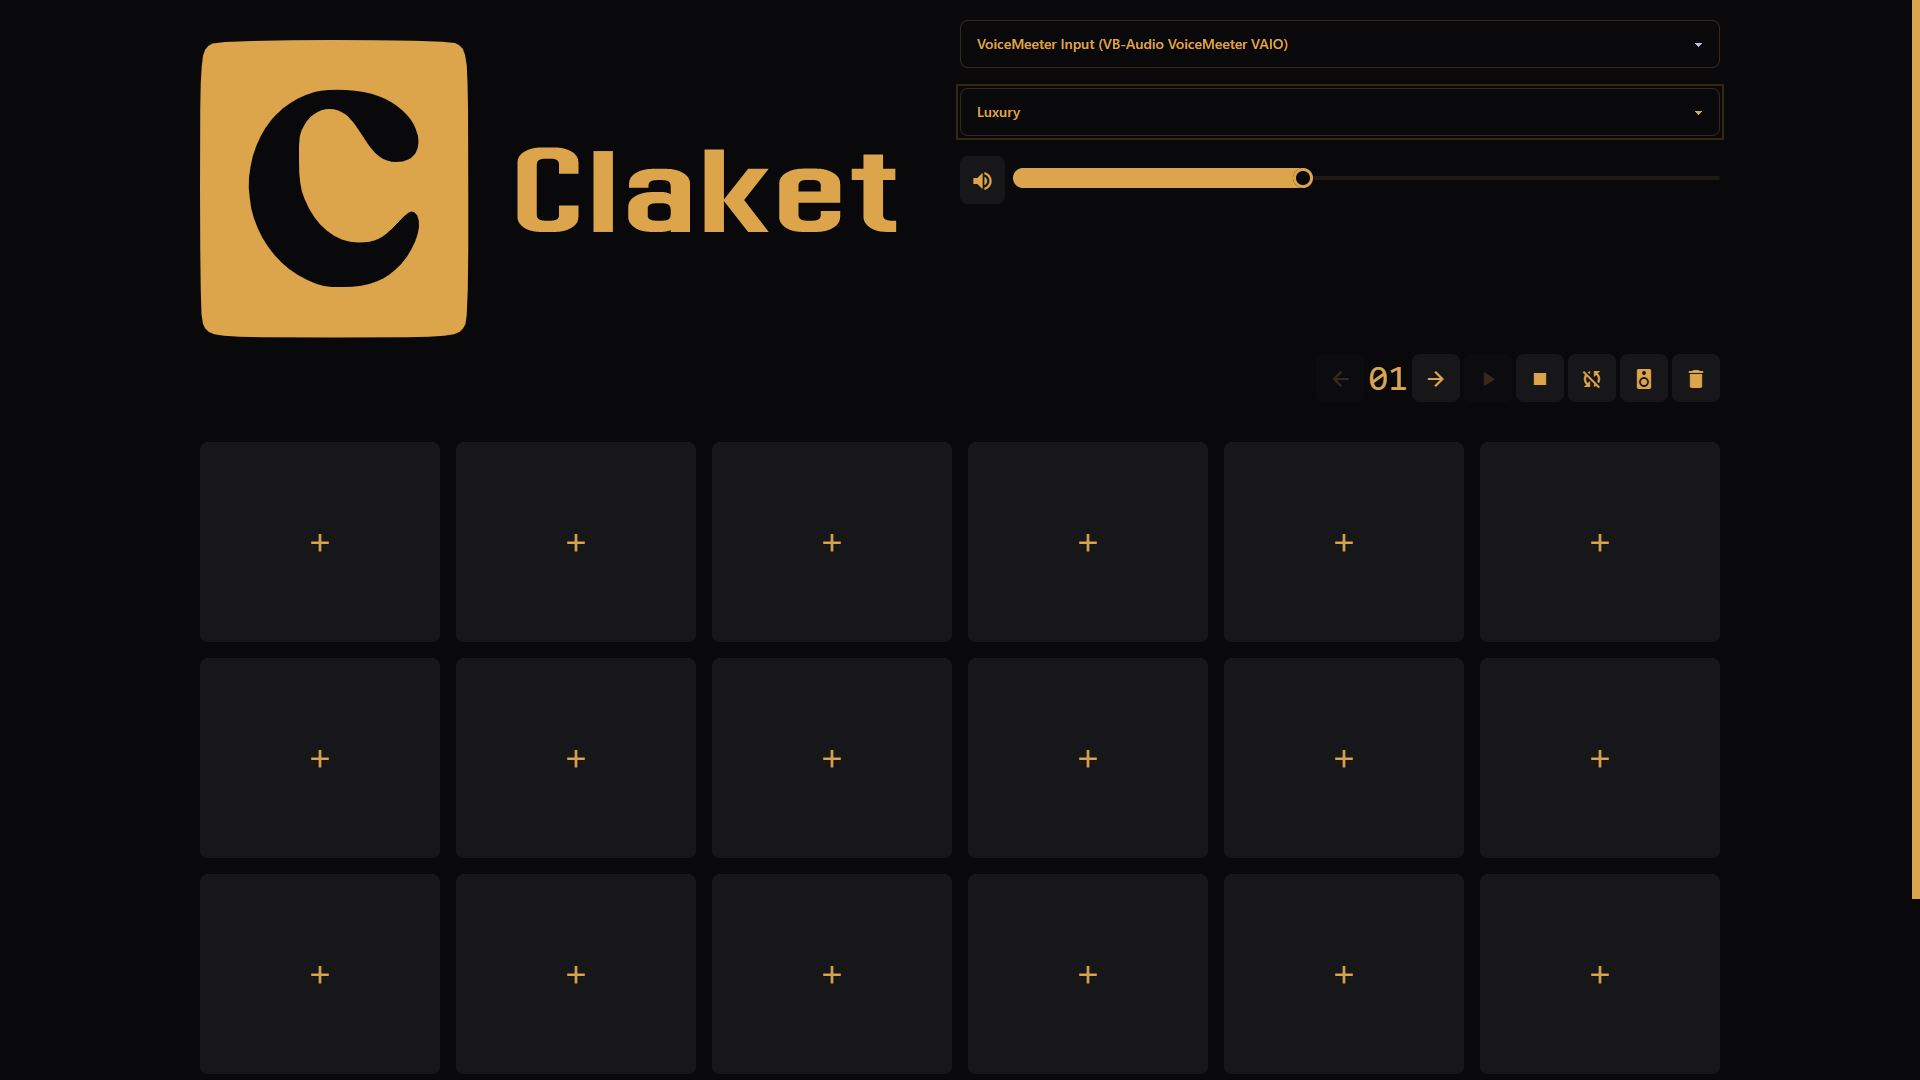 C
Claket
VoiceMeeter Input (VB-Audio VoiceMeeter VAIO)
Luxury
01